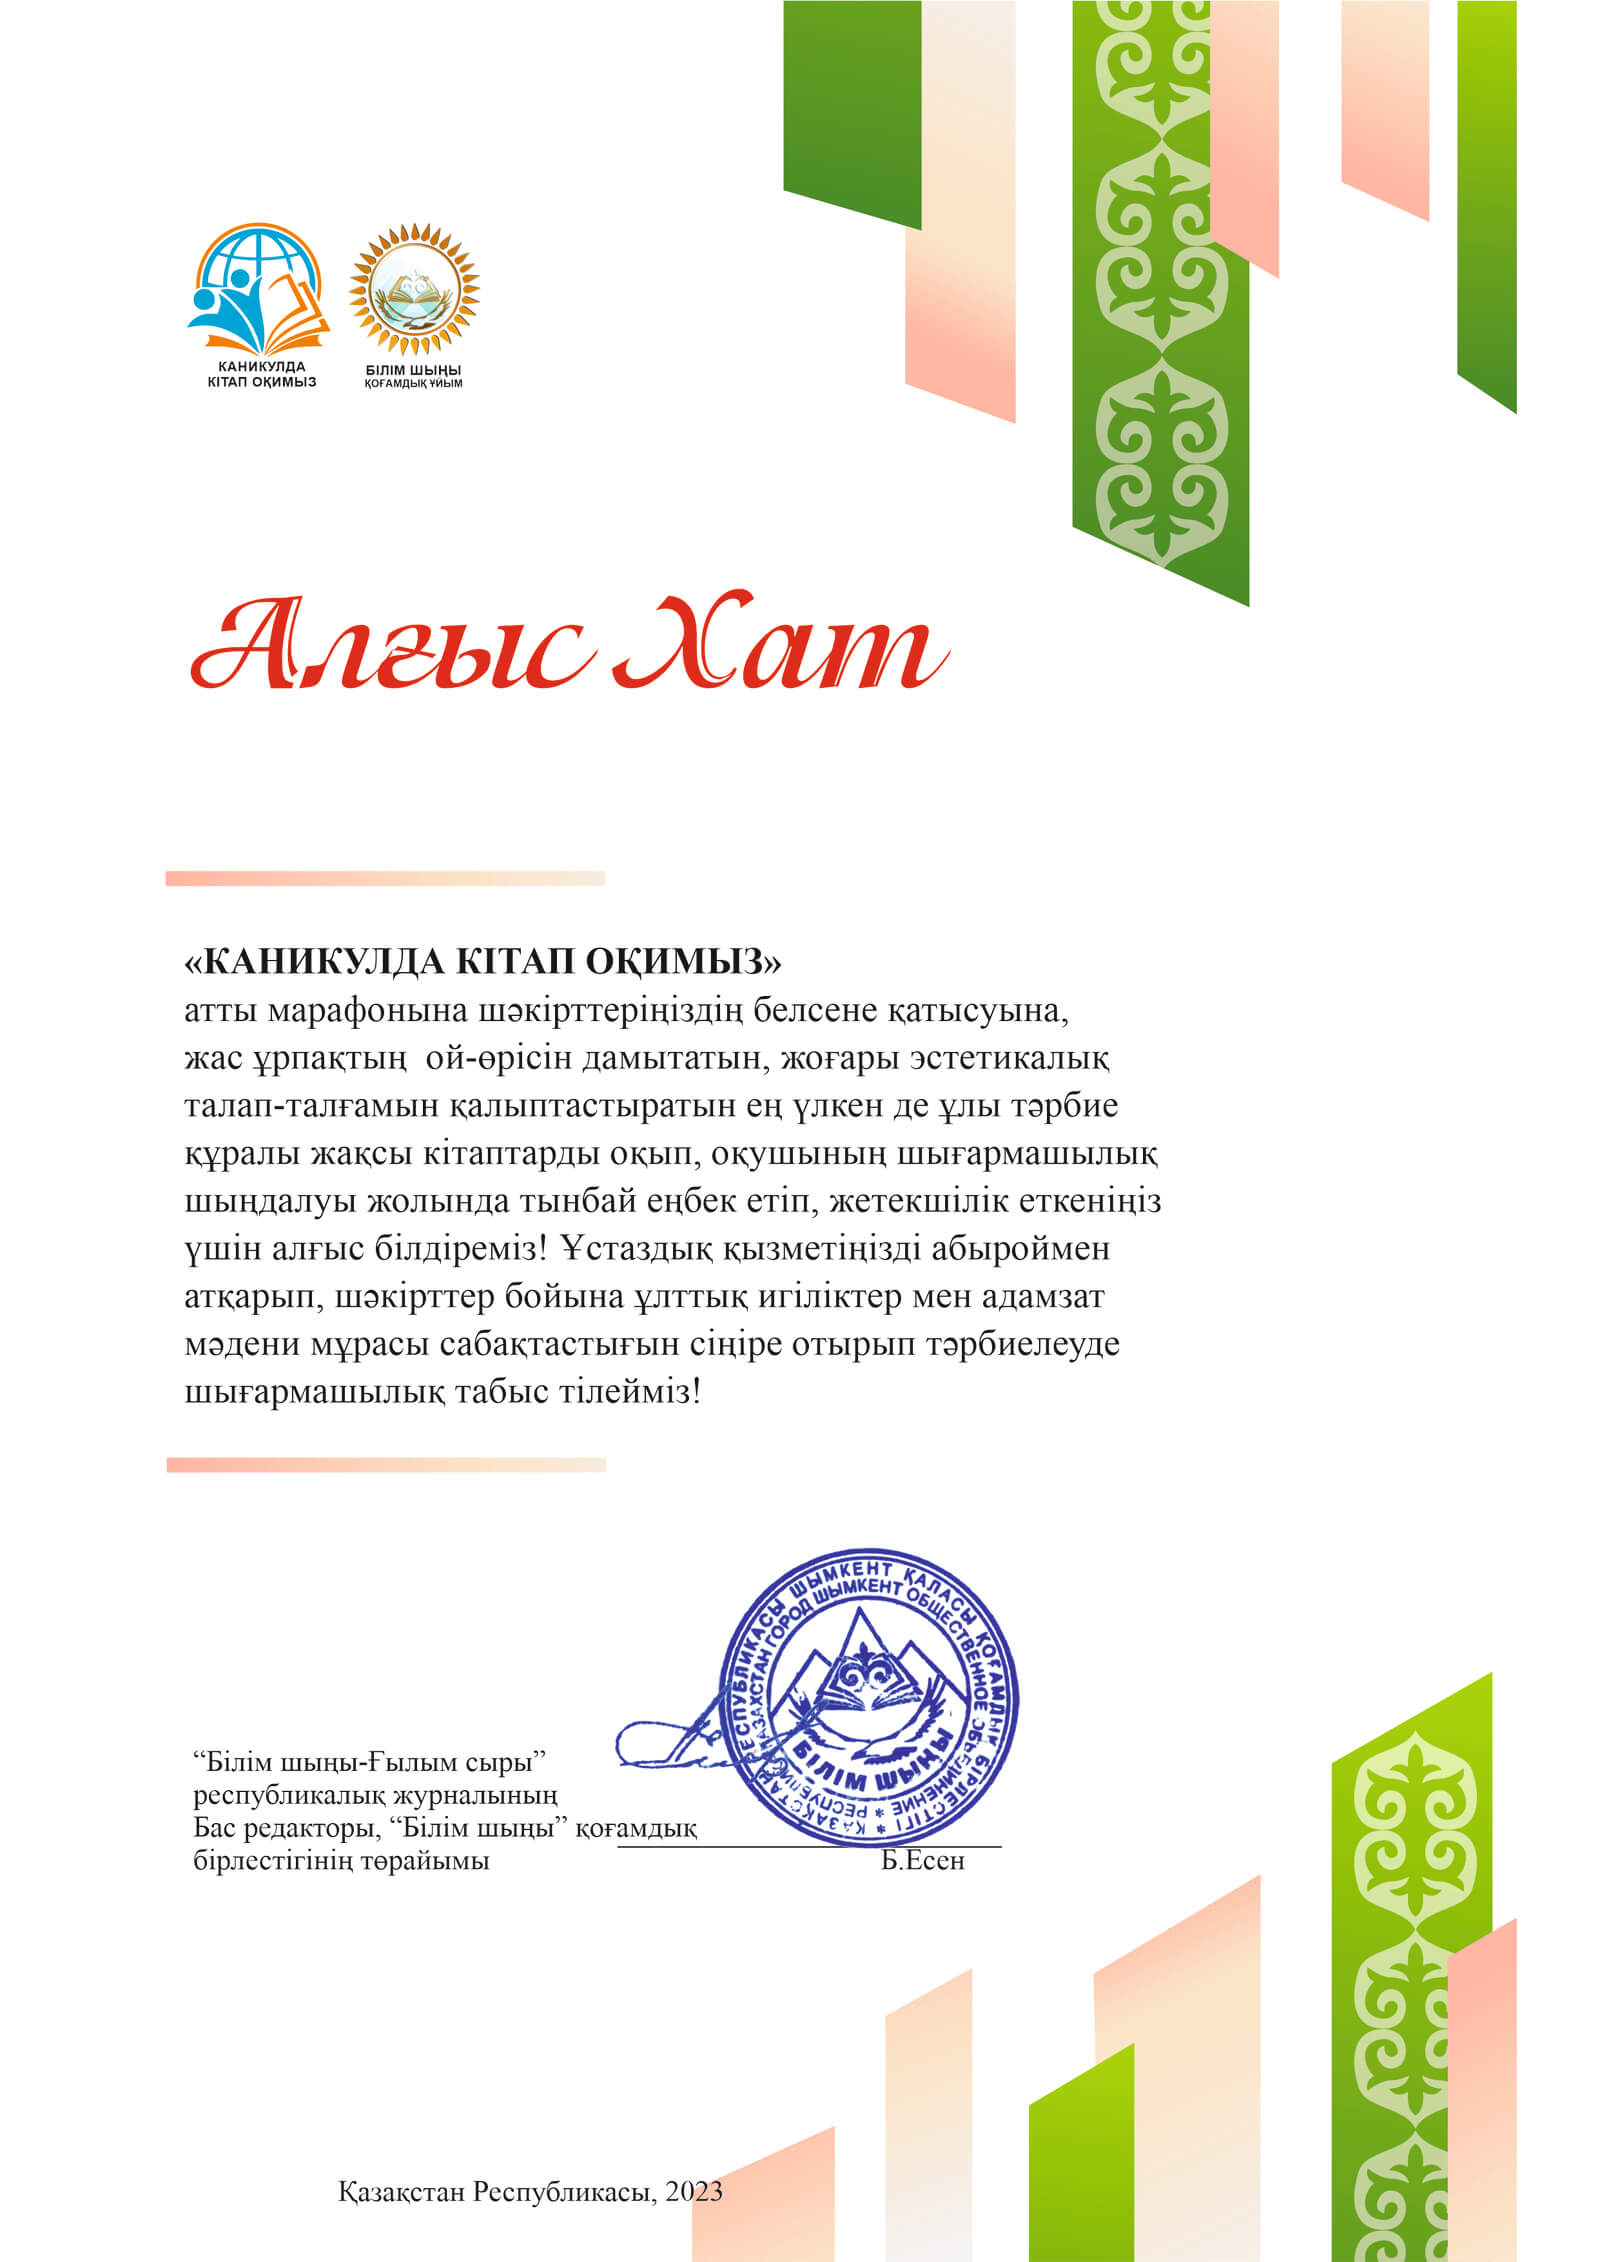 КАНИКУЛДА
КІТАП ОҚИМЫЗ
БІЛІМ ШЫҢЫ
ҚОҒАМДЫҚ ҰЙЫМ
Алғыс Хат
«КАНИКУЛДА КІТАП ОҚИМЫЗ»
атты марафонына шәкірттеріңіздің белсене қатысуына,
жас ұрпақтың ой-өрісін дамытатын, жоғары эстетикалық
талап-талғамын қалыптастыратын ең үлкен де ұлы тәрбие
құралы жақсы кітаптарды оқып, оқушының шығармашылық
шыңдалуы жолында тынбай еңбек етіп, жетекшілік еткеніңіз
үшін алғыс білдіреміз! Ұстаздық қызметіңізді абыроймен
атқарып, шәкірттер бойына ұлттық игіліктер мен адамзат
мәдени мұрасы сабақтастығын сіңіре отырып тәрбиелеуде
шығармашылық табыс тілейміз!
ҚАЗАҚСТАН РЕСПУБЛИКАСЫ ШЫМКЕНТ ҚАЛАСЫ ҚОҒАМДЫҚ БІРЛЕСТІГІ *
РЕСПУБЛИКА КАЗАХСТАН ГОРОД ШЫМКЕНТ ОБЩЕСТВЕННОЕ ОБЪЕДИНЕНИЕ *
БІЛІМ ШЫҢЫ
“Білім шыңы-Ғылым сыры”
республикалық журналының
Бас редакторы, “Білім шыңы” қоғамдық
бірлестігінің төрайымы
Б.Есен
Қазақстан Республикасы, 2023